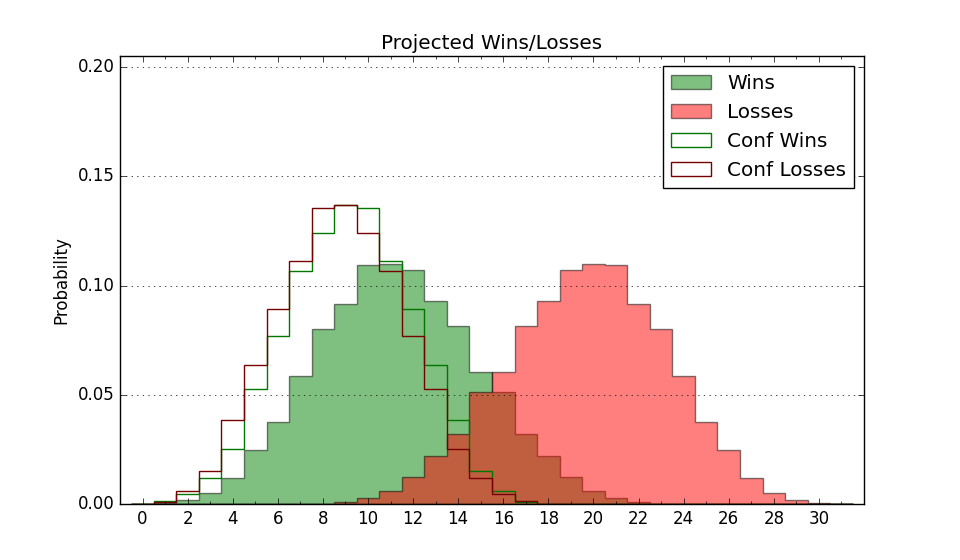 Projected Wins/Losses
Wins
Losses
Conf Wins
Conf Losses
Probability
0.20
0.15
0.10
0.05
0.00
0 2 4 6 8 10 12 14 16 18 20 22 24 26 28 30